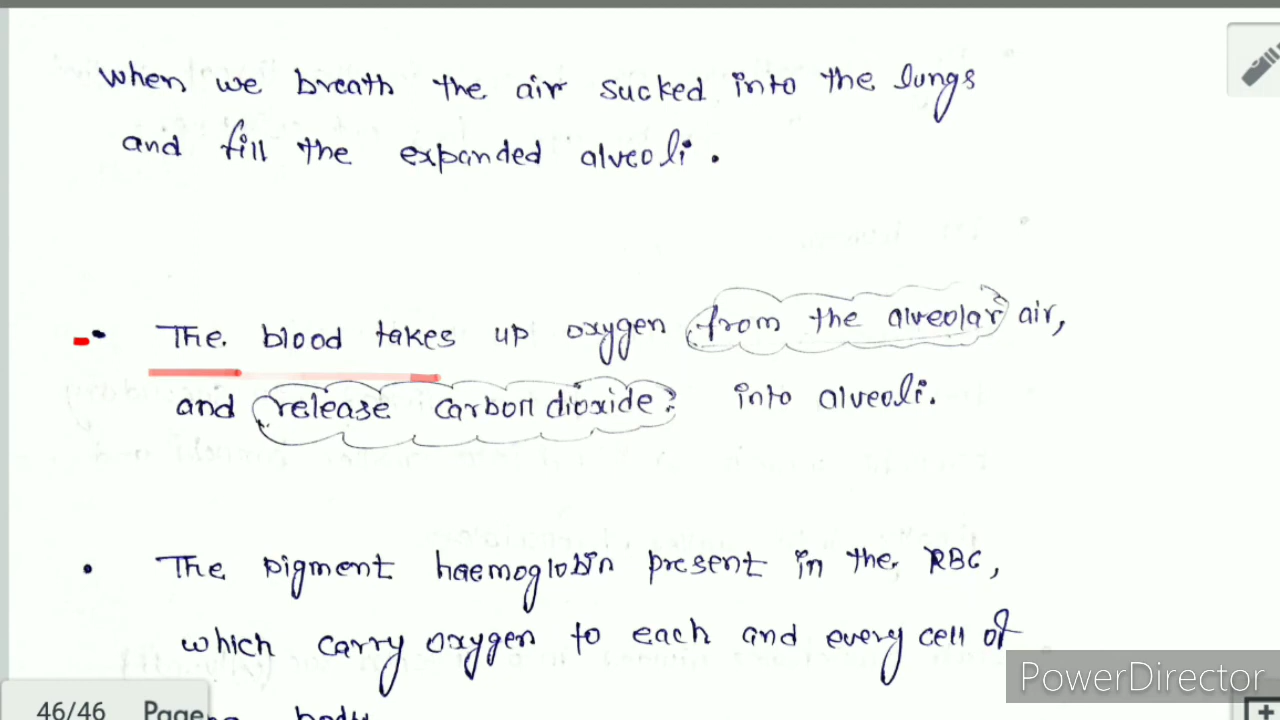 when we breath the air sucked into the lungs
and fill the expanded alveoli.
• The blood takes up oxygen from the alveolar air,
and release carbon dioxide into alveoli.
• The pigment haemoglobin present in the RBC,
which carry oxygen to each and every cell of
body
PowerDirector
46/46 Page